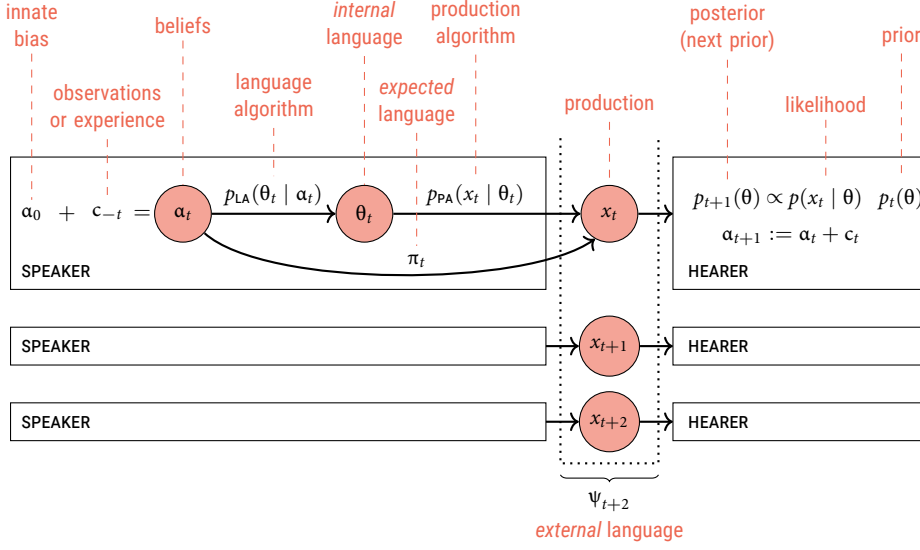 innate
bias
beliefs
internal
language
production
algorithm
posterior
(next prior)
prior
observations
or experience
language
algorithm
expected
language
production
likelihood
α₀ + c₋ₜ = αₜ
p_LA(θₜ | αₜ)
θₜ
p_PA(xₜ | θₜ)
xₜ
pₜ₊₁(θ) ∝ p(xₜ | θ) pₜ(θ)
αₜ₊₁ := αₜ + cₜ
πₜ
SPEAKER
HEARER
SPEAKER
xₜ₊₁
HEARER
SPEAKER
xₜ₊₂
HEARER
ψₜ₊₂
external language